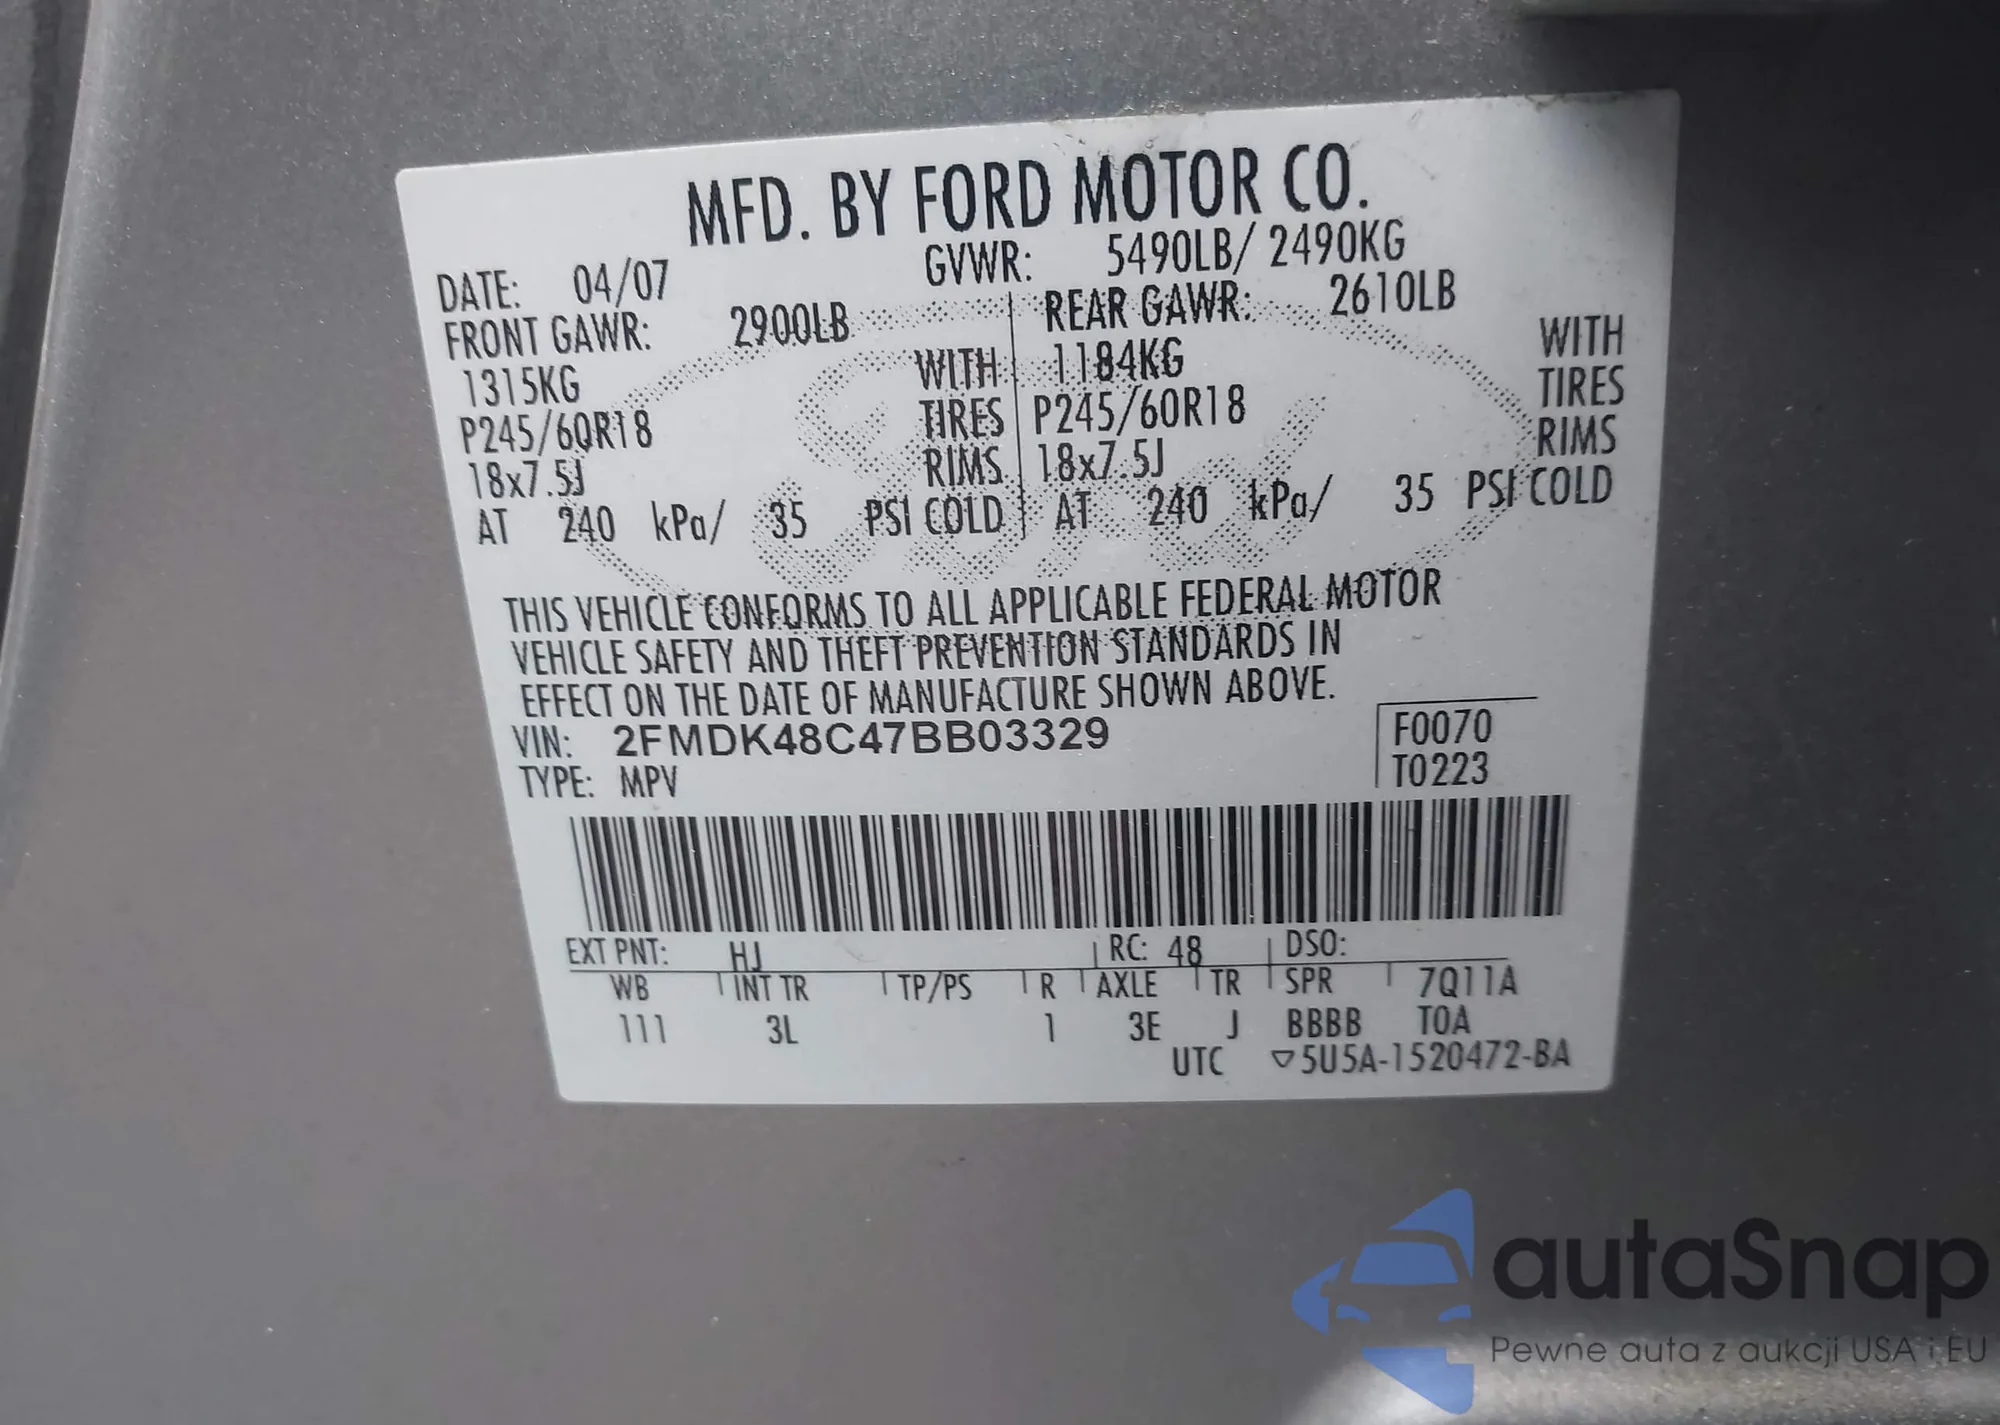 MFD. BY FORD MOTOR CO.
DATE: 04/07 GVWR: 5490LB/ 2490KG
FRONT GAWR: 2900LB REAR GAWR: 2610LB
1315KG WITH 1184KG WITH
P245/60R18 TIRES P245/60R18 TIRES
18x7.5J RIMS 18x7.5J RIMS
AT 240 kPa/ 35 PSI COLD AT 240 kPa/ 35 PSI COLD
THIS VEHICLE CONFORMS TO ALL APPLICABLE FEDERAL MOTOR
VEHICLE SAFETY AND THEFT PREVENTION STANDARDS IN
EFFECT ON THE DATE OF MANUFACTURE SHOWN ABOVE.
VIN: 2FMDK48C47BB03329 F0070
TYPE: MPV T0223
EXT PNT: HJ RC: 48 DSO:
WB INT TR TP/PS R AXLE TR SPR 7Q11A
111 3L 1 3E J BBBB TOA
UTC ▽5U5A-1520472-BA
autaSnap
Pewne auta z aukcji USA i EU